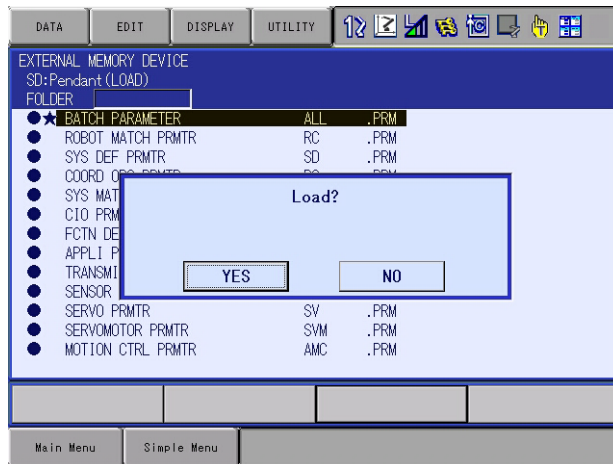 DATA EDIT DISPLAY UTILITY
EXTERNAL MEMORY DEVICE
SD:Pendant(LOAD)
FOLDER
BATCH PARAMETER ALL .PRM
ROBOT MATCH PRMTR RC .PRM
SYS DEF PRMTR SD .PRM
COORD
SYS MAT
CIO PRM
FCTN DE
APPLI P
TRANSMI
SENSOR
Load?
YES NO
SERVO PRMTR SV .PRM
SERVOMOTOR PRMTR SVM .PRM
MOTION CTRL PRMTR AMC .PRM
Main Menu Simple Menu